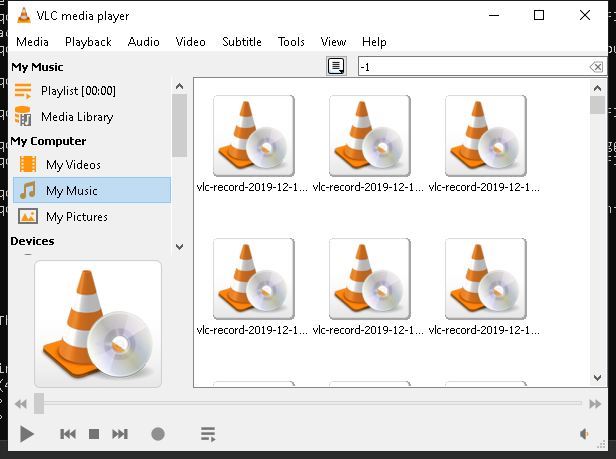 VLC media player
Media Playback Audio Video Subtitle Tools View Help
My Music
-1
Playlist [00:00]
Media Library
My Computer
My Videos
My Music
My Pictures
Devices
vlc-record-2019-12-1... vlc-record-2019-12-1... vlc-record-2019-12-1...
vlc-record-2019-12-1... vlc-record-2019-12-1... vlc-record-2019-12-1...